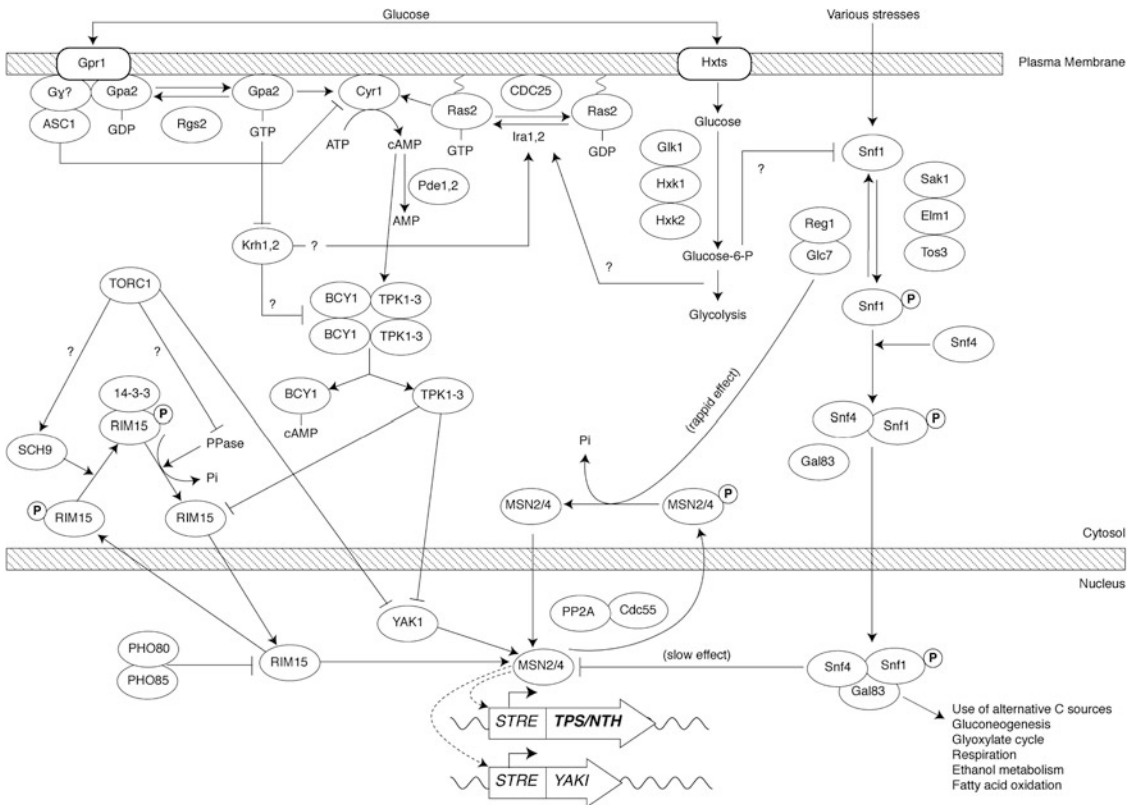 Glucose
Various stresses
Plasma Membrane
Gpr1
Hxts
Gɣ?
Gpa2
Gpa2
Cyr1
Ras2
CDC25
Ras2
ASC1
GDP
Rgs2
GTP
ATP
cAMP
GTP
Ira1,2
GDP
Glucose
Glk1
Hxk1
Hxk2
?
Snf1
Sak1
Elm1
Tos3
Pde1,2
AMP
Reg1
Glc7
Krh1,2
?
Glucose-6-P
?
TORC1
?
BCY1
TPK1-3
BCY1
TPK1-3
Glycolysis
Snf1
P
Snf4
?
?
14-3-3
RIM15
P
BCY1
cAMP
TPK1-3
(rappid effect)
SCH9
PPase
Pi
Pi
Snf4
Snf1
P
Gal83
P
RIM15
RIM15
MSN2/4
MSN2/4
P
Cytosol
Nucleus
YAK1
PP2A
Cdc55
PHO80
PHO85
RIM15
MSN2/4
(slow effect)
Snf4
Snf1
P
Gal83
STRE
TPS/NTH
STRE
YAKI
Use of alternative C sources
Gluconeogenesis
Glyoxylate cycle
Respiration
Ethanol metabolism
Fatty acid oxidation